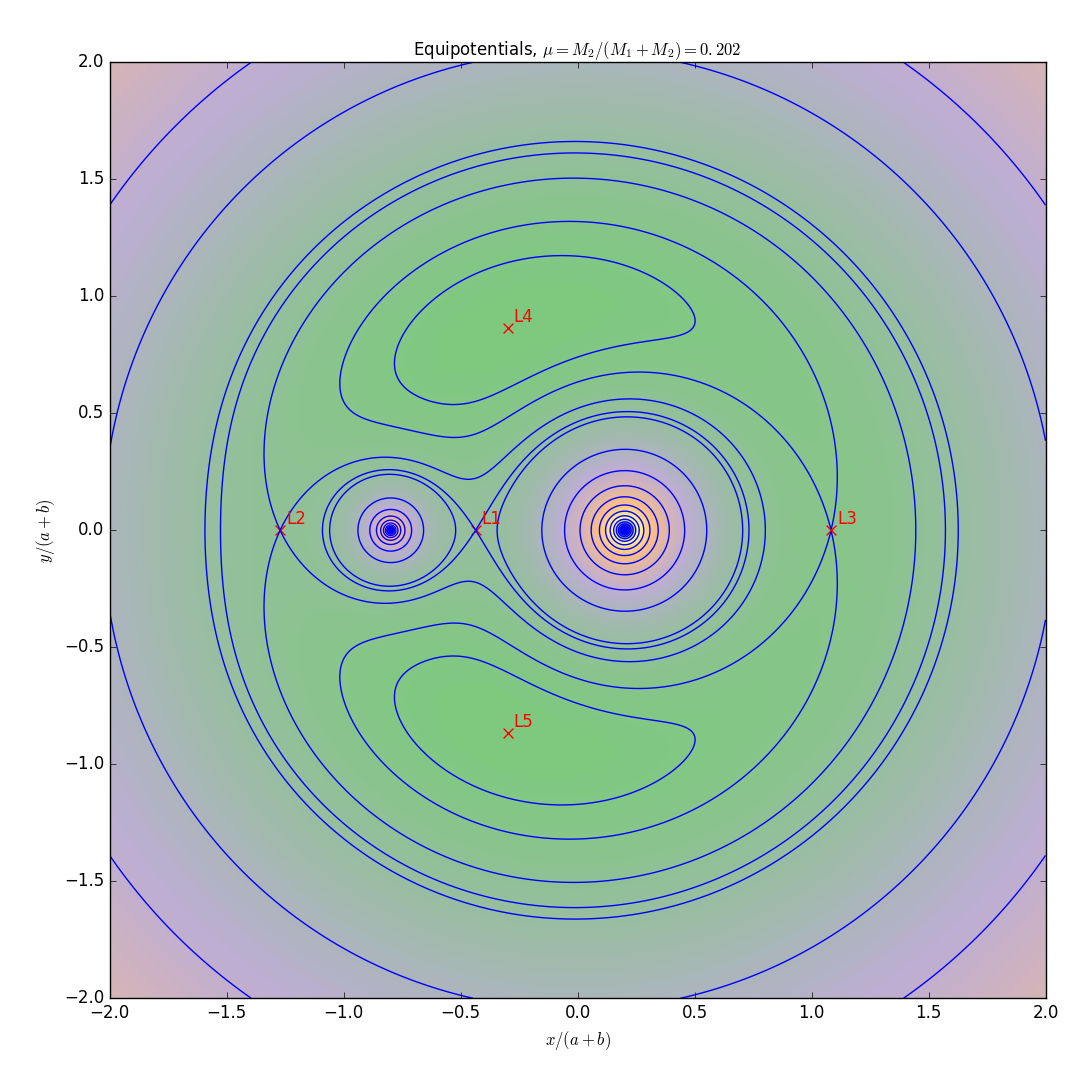 Equipotentials, μ = M₂/(M₁ + M₂) = 0.202
2.0
1.5
1.0
0.5
0.0
−0.5
−1.0
−1.5
−2.0
y/(a + b)
L4
L2
L1
L3
L5
−2.0 −1.5 −1.0 −0.5 0.0 0.5 1.0 1.5 2.0
x/(a + b)